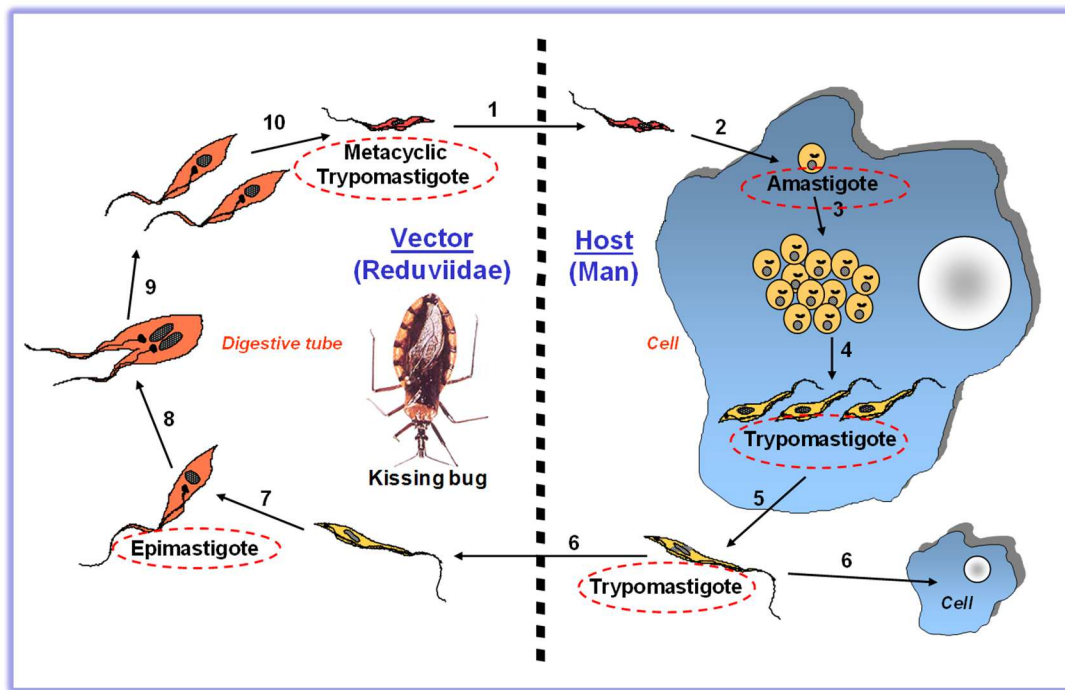 10
1
2
Metacyclic
Trypomastigote
Amastigote
3
Vector
(Reduviidae)
Host
(Man)
9
Digestive tube
Cell
4
8
Trypomastigote
Kissing bug
5
7
Epimastigote
6
6
Trypomastigote
Cell